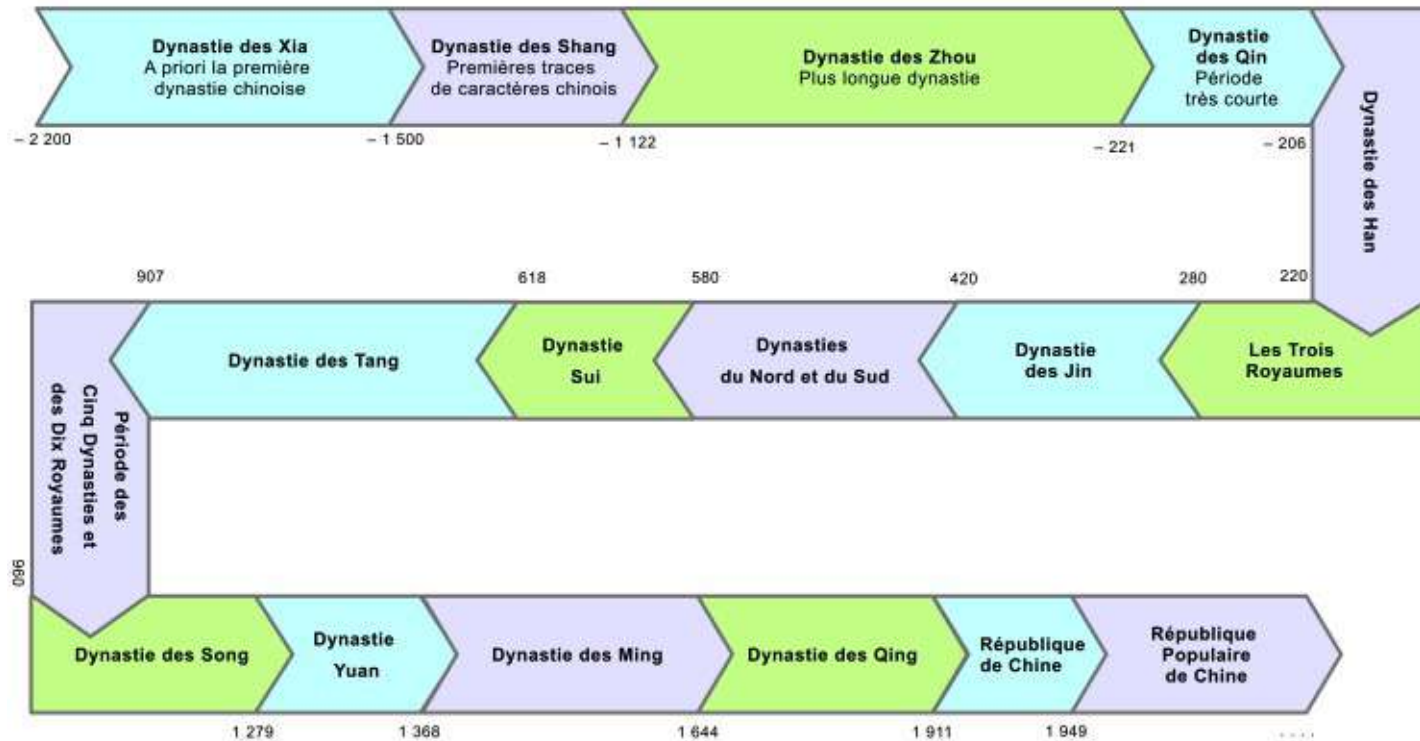 Dynastie des Xia
A priori la première
dynastie chinoise
Dynastie des Shang
Premières traces
de caractères chinois
Dynastie des Zhou
Plus longue dynastie
Dynastie
des Qin
Période
très courte
– 2 200
– 1 500
– 1 122
– 221
– 206
Dynastie des Han
220
280
420
580
618
907
Les Trois
Royaumes
Dynastie
des Jin
Dynasties
du Nord et du Sud
Dynastie
Sui
Dynastie des Tang
Période des
Cinq Dynasties et
des Dix Royaumes
960
Dynastie des Song
Dynastie
Yuan
Dynastie des Ming
Dynastie des Qing
République
de Chine
République
Populaire
de Chine
1 279
1 368
1 644
1 911
1 949
....